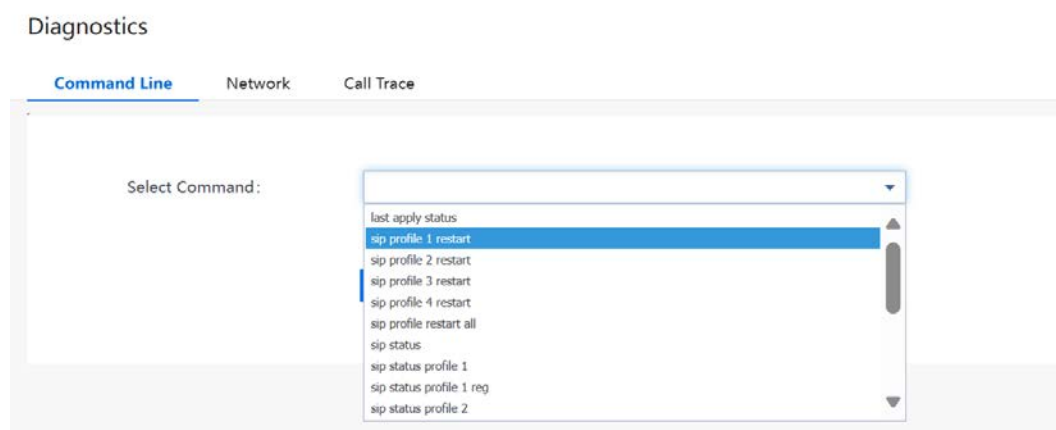 Diagnostics
Command Line Network Call Trace
Select Command:
last apply status
sip profile 1 restart
sip profile 2 restart
sip profile 3 restart
sip profile 4 restart
sip profile restart all
sip status
sip status profile 1
sip status profile 1 reg
sip status profile 2